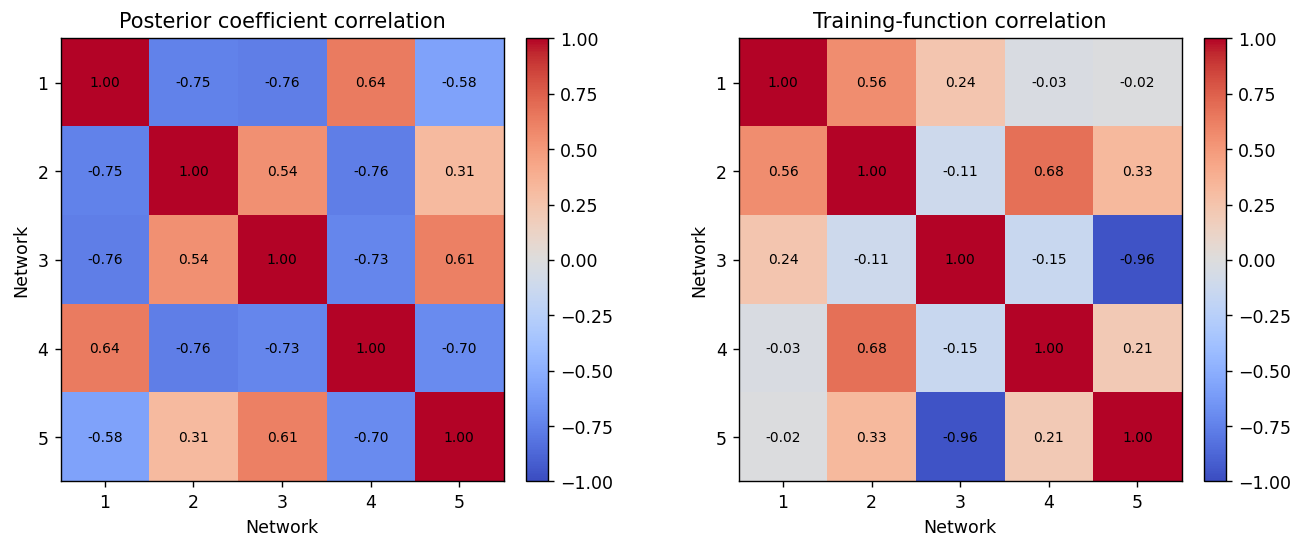 Posterior coefficient correlation
1 1.00 -0.75 -0.76 0.64 -0.58
2 -0.75 1.00 0.54 -0.76 0.31
3 -0.76 0.54 1.00 -0.73 0.61
4 0.64 -0.76 -0.73 1.00 -0.70
5 -0.58 0.31 0.61 -0.70 1.00
1 2 3 4 5
Network
Network
1.00
0.75
0.50
0.25
0.00
−0.25
−0.50
−0.75
−1.00
Training-function correlation
1 1.00 0.56 0.24 -0.03 -0.02
2 0.56 1.00 -0.11 0.68 0.33
3 0.24 -0.11 1.00 -0.15 -0.96
4 -0.03 0.68 -0.15 1.00 0.21
5 -0.02 0.33 -0.96 0.21 1.00
1 2 3 4 5
Network
Network
1.00
0.75
0.50
0.25
0.00
−0.25
−0.50
−0.75
−1.00